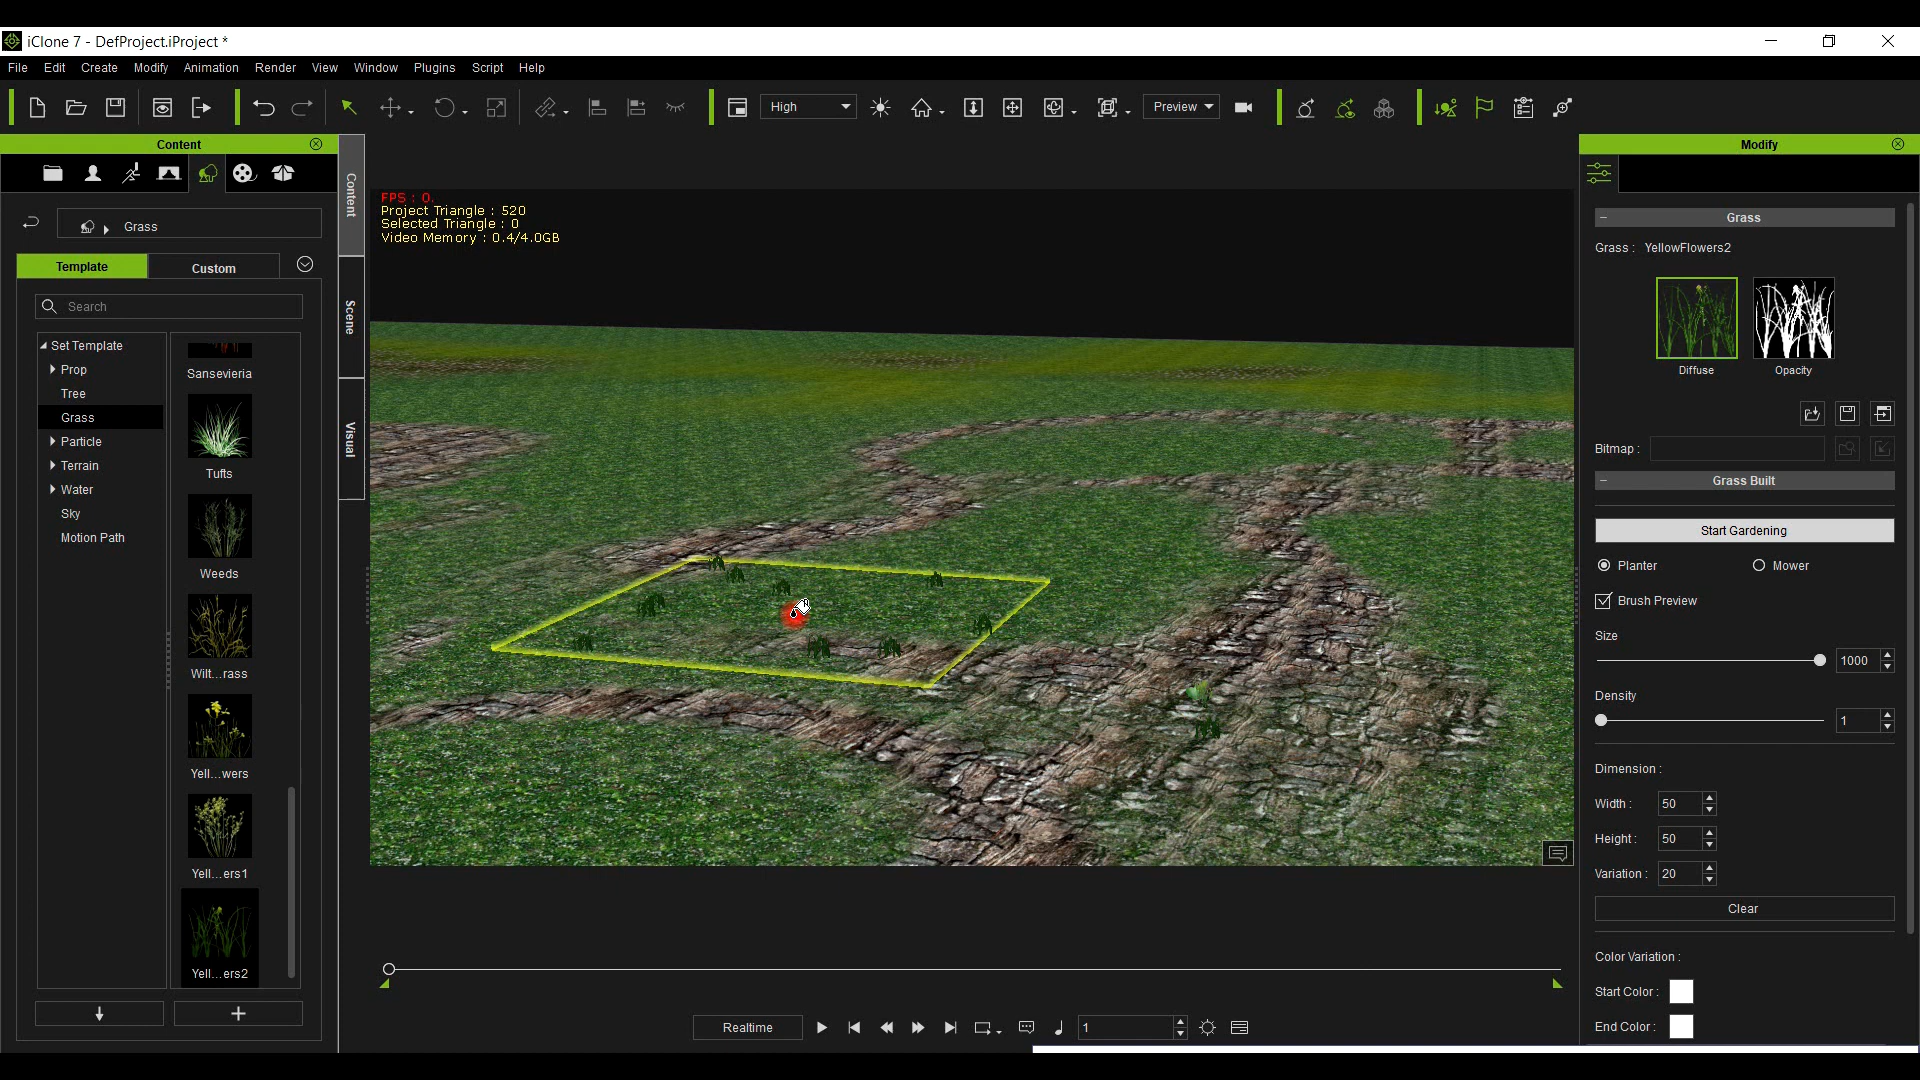 iClone 7 - DefProject.iProject *
File Edit Create Modify Animation Render View Window Plugins Script Help
High
Preview
Content
Modify
Content
Scene
Visual
Grass
Template
Custom
Search
Set Template
Prop
Tree
Grass
Particle
Terrain
Water
Sky
Motion Path
Sansevieria
Tufts
Weeds
Wilt...rass
Yell...wers
Yell...ers1
Yell...ers2
FPS : 0.
Project Triangle : 520
Selected Triangle : 0
Video Memory : 0.4/4.0GB
Realtime
1
Grass
Grass : YellowFlowers2
Diffuse
Opacity
Bitmap :
Grass Built
Start Gardening
Planter
Mower
Brush Preview
Size
1000
Density
1
Dimension :
Width : 50
Height : 50
Variation : 20
Clear
Color Variation :
Start Color :
End Color :